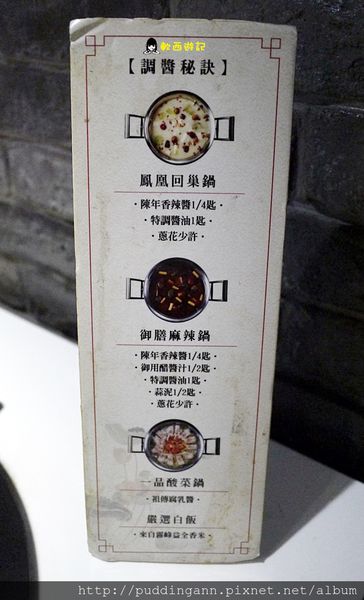 軟西遊記
【調醬秘訣】
鳳凰回巢鍋
·陳年香辣醬1/4匙·
·特調醬油1匙·
·蔥花少許·
御膳麻辣鍋
·陳年香辣醬1/4匙·
·御用醋醬汁1/2匙·
·特調醬油1匙·
·蒜泥1/2匙·
·蔥花少許·
一品酸菜鍋
·祖傳腐乳醬·
嚴選白飯
·來自霧峰益全香米·
http://puddingann.pixnet.net/album